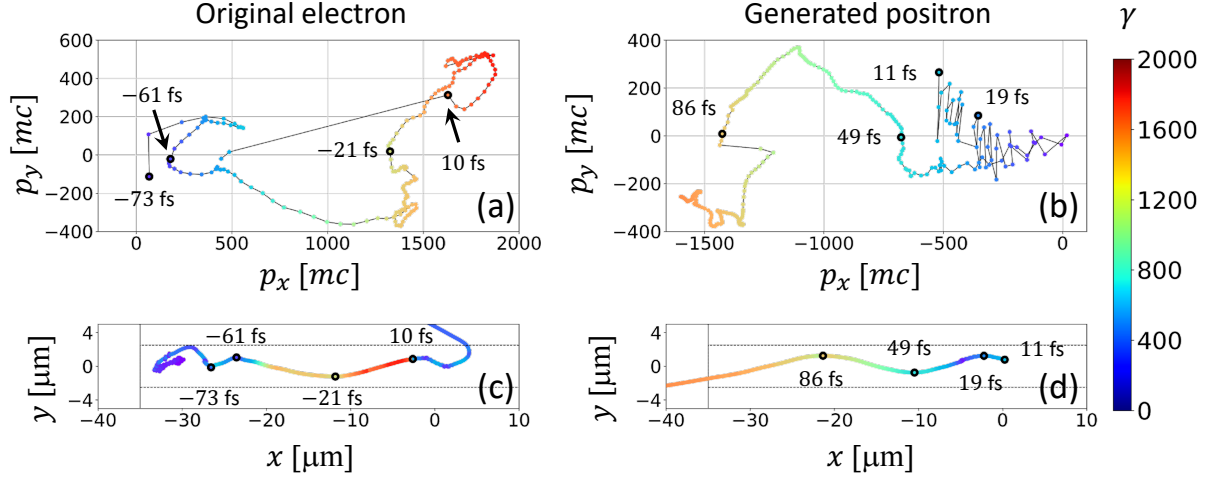 Original electron
Generated positron
γ
600
400
200
0
−200
−400
p_y [mc]
−61 fs
−73 fs
−21 fs
10 fs
(a)
0 500 1000 1500 2000
p_x [mc]
400
200
0
−200
−400
p_y [mc]
86 fs
49 fs
11 fs
19 fs
(b)
−1500 −1000 −500 0
p_x [mc]
2000
1600
1200
800
400
0
4
0
−4
y [μm]
−61 fs
−73 fs
−21 fs
10 fs
(c)
−40 −30 −20 −10 0 10
x [μm]
4
0
−4
y [μm]
86 fs
49 fs
11 fs
19 fs
(d)
−40 −30 −20 −10 0 10
x [μm]